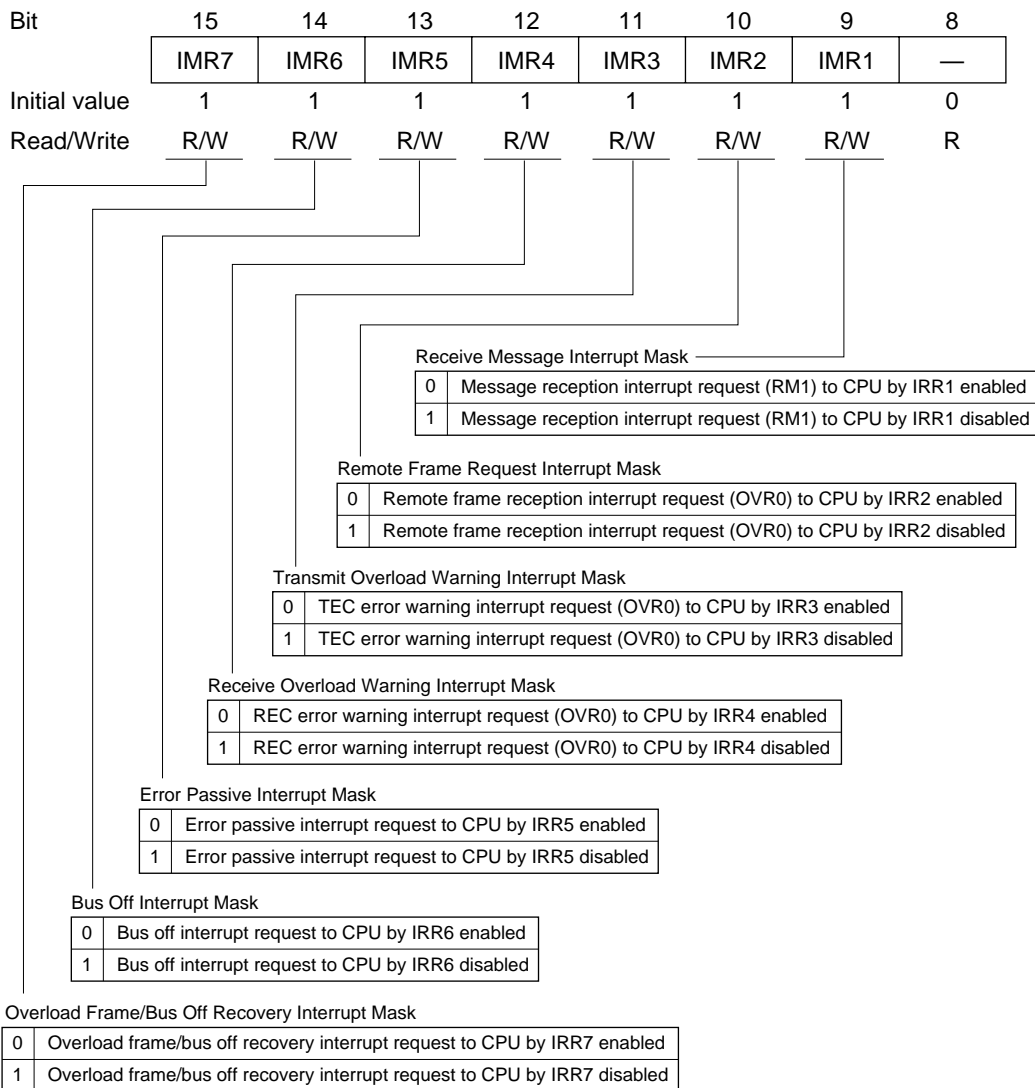 Bit 15 14 13 12 11 10 9 8
IMR7 IMR6 IMR5 IMR4 IMR3 IMR2 IMR1 —
Initial value 1 1 1 1 1 1 1 0
Read/Write R/W R/W R/W R/W R/W R/W R/W R
Receive Message Interrupt Mask
0 Message reception interrupt request (RM1) to CPU by IRR1 enabled
1 Message reception interrupt request (RM1) to CPU by IRR1 disabled
Remote Frame Request Interrupt Mask
0 Remote frame reception interrupt request (OVR0) to CPU by IRR2 enabled
1 Remote frame reception interrupt request (OVR0) to CPU by IRR2 disabled
Transmit Overload Warning Interrupt Mask
0 TEC error warning interrupt request (OVR0) to CPU by IRR3 enabled
1 TEC error warning interrupt request (OVR0) to CPU by IRR3 disabled
Receive Overload Warning Interrupt Mask
0 REC error warning interrupt request (OVR0) to CPU by IRR4 enabled
1 REC error warning interrupt request (OVR0) to CPU by IRR4 disabled
Error Passive Interrupt Mask
0 Error passive interrupt request to CPU by IRR5 enabled
1 Error passive interrupt request to CPU by IRR5 disabled
Bus Off Interrupt Mask
0 Bus off interrupt request to CPU by IRR6 enabled
1 Bus off interrupt request to CPU by IRR6 disabled
Overload Frame/Bus Off Recovery Interrupt Mask
0 Overload frame/bus off recovery interrupt request to CPU by IRR7 enabled
1 Overload frame/bus off recovery interrupt request to CPU by IRR7 disabled